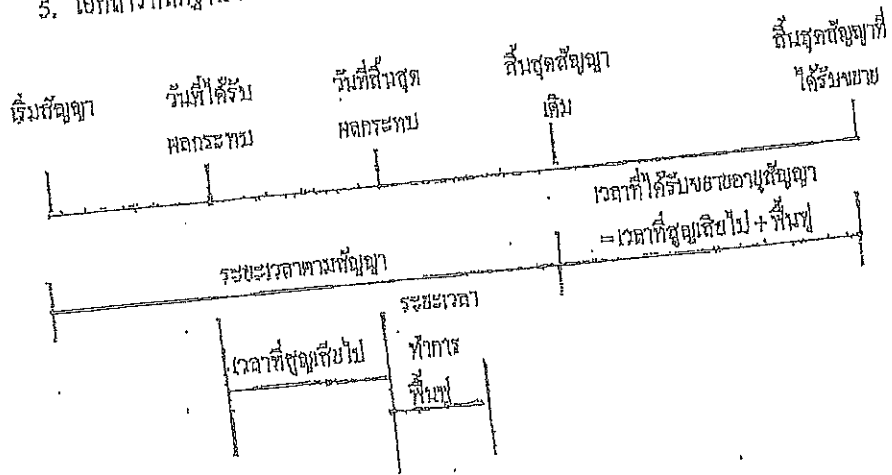 5.
เริ่มสัญญา
วันที่ได้รับ
ผลกระทบ
วันที่สิ้นสุด
ผลกระทบ
สิ้นสุดสัญญา
เดิม
สิ้นสุดสัญญาที่
ได้รับขยาย
เวลาที่ได้รับขยายอายุสัญญา
=เวลาที่สูญเสียไป+ฟื้นฟู
ระยะเวลาตามสัญญา
เวลาที่สูญเสียไป
ระยะเวลา
ทำการ
ฟื้นฟู